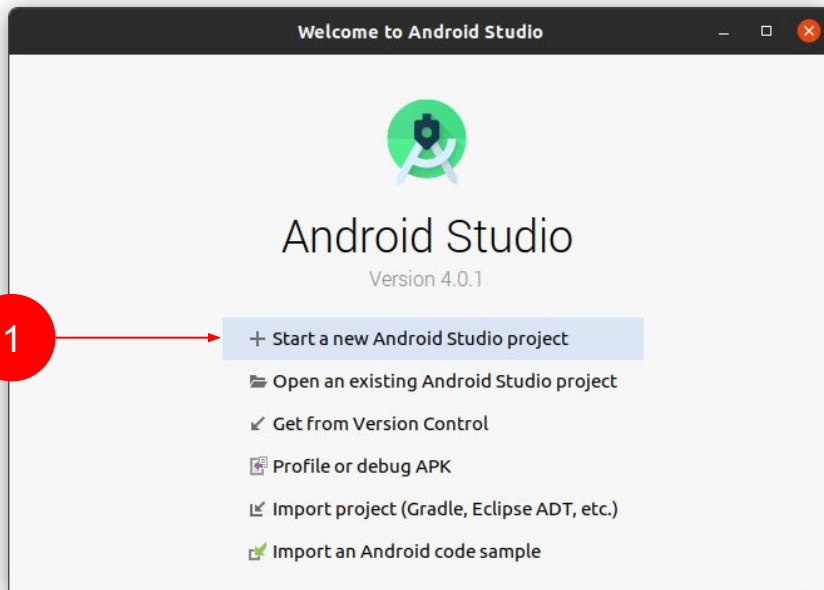 Welcome to Android Studio
Android Studio
Version 4.0.1
1
Start a new Android Studio project
Open an existing Android Studio project
Get from Version Control
Profile or debug APK
Import project (Gradle, Eclipse ADT, etc.)
Import an Android code sample